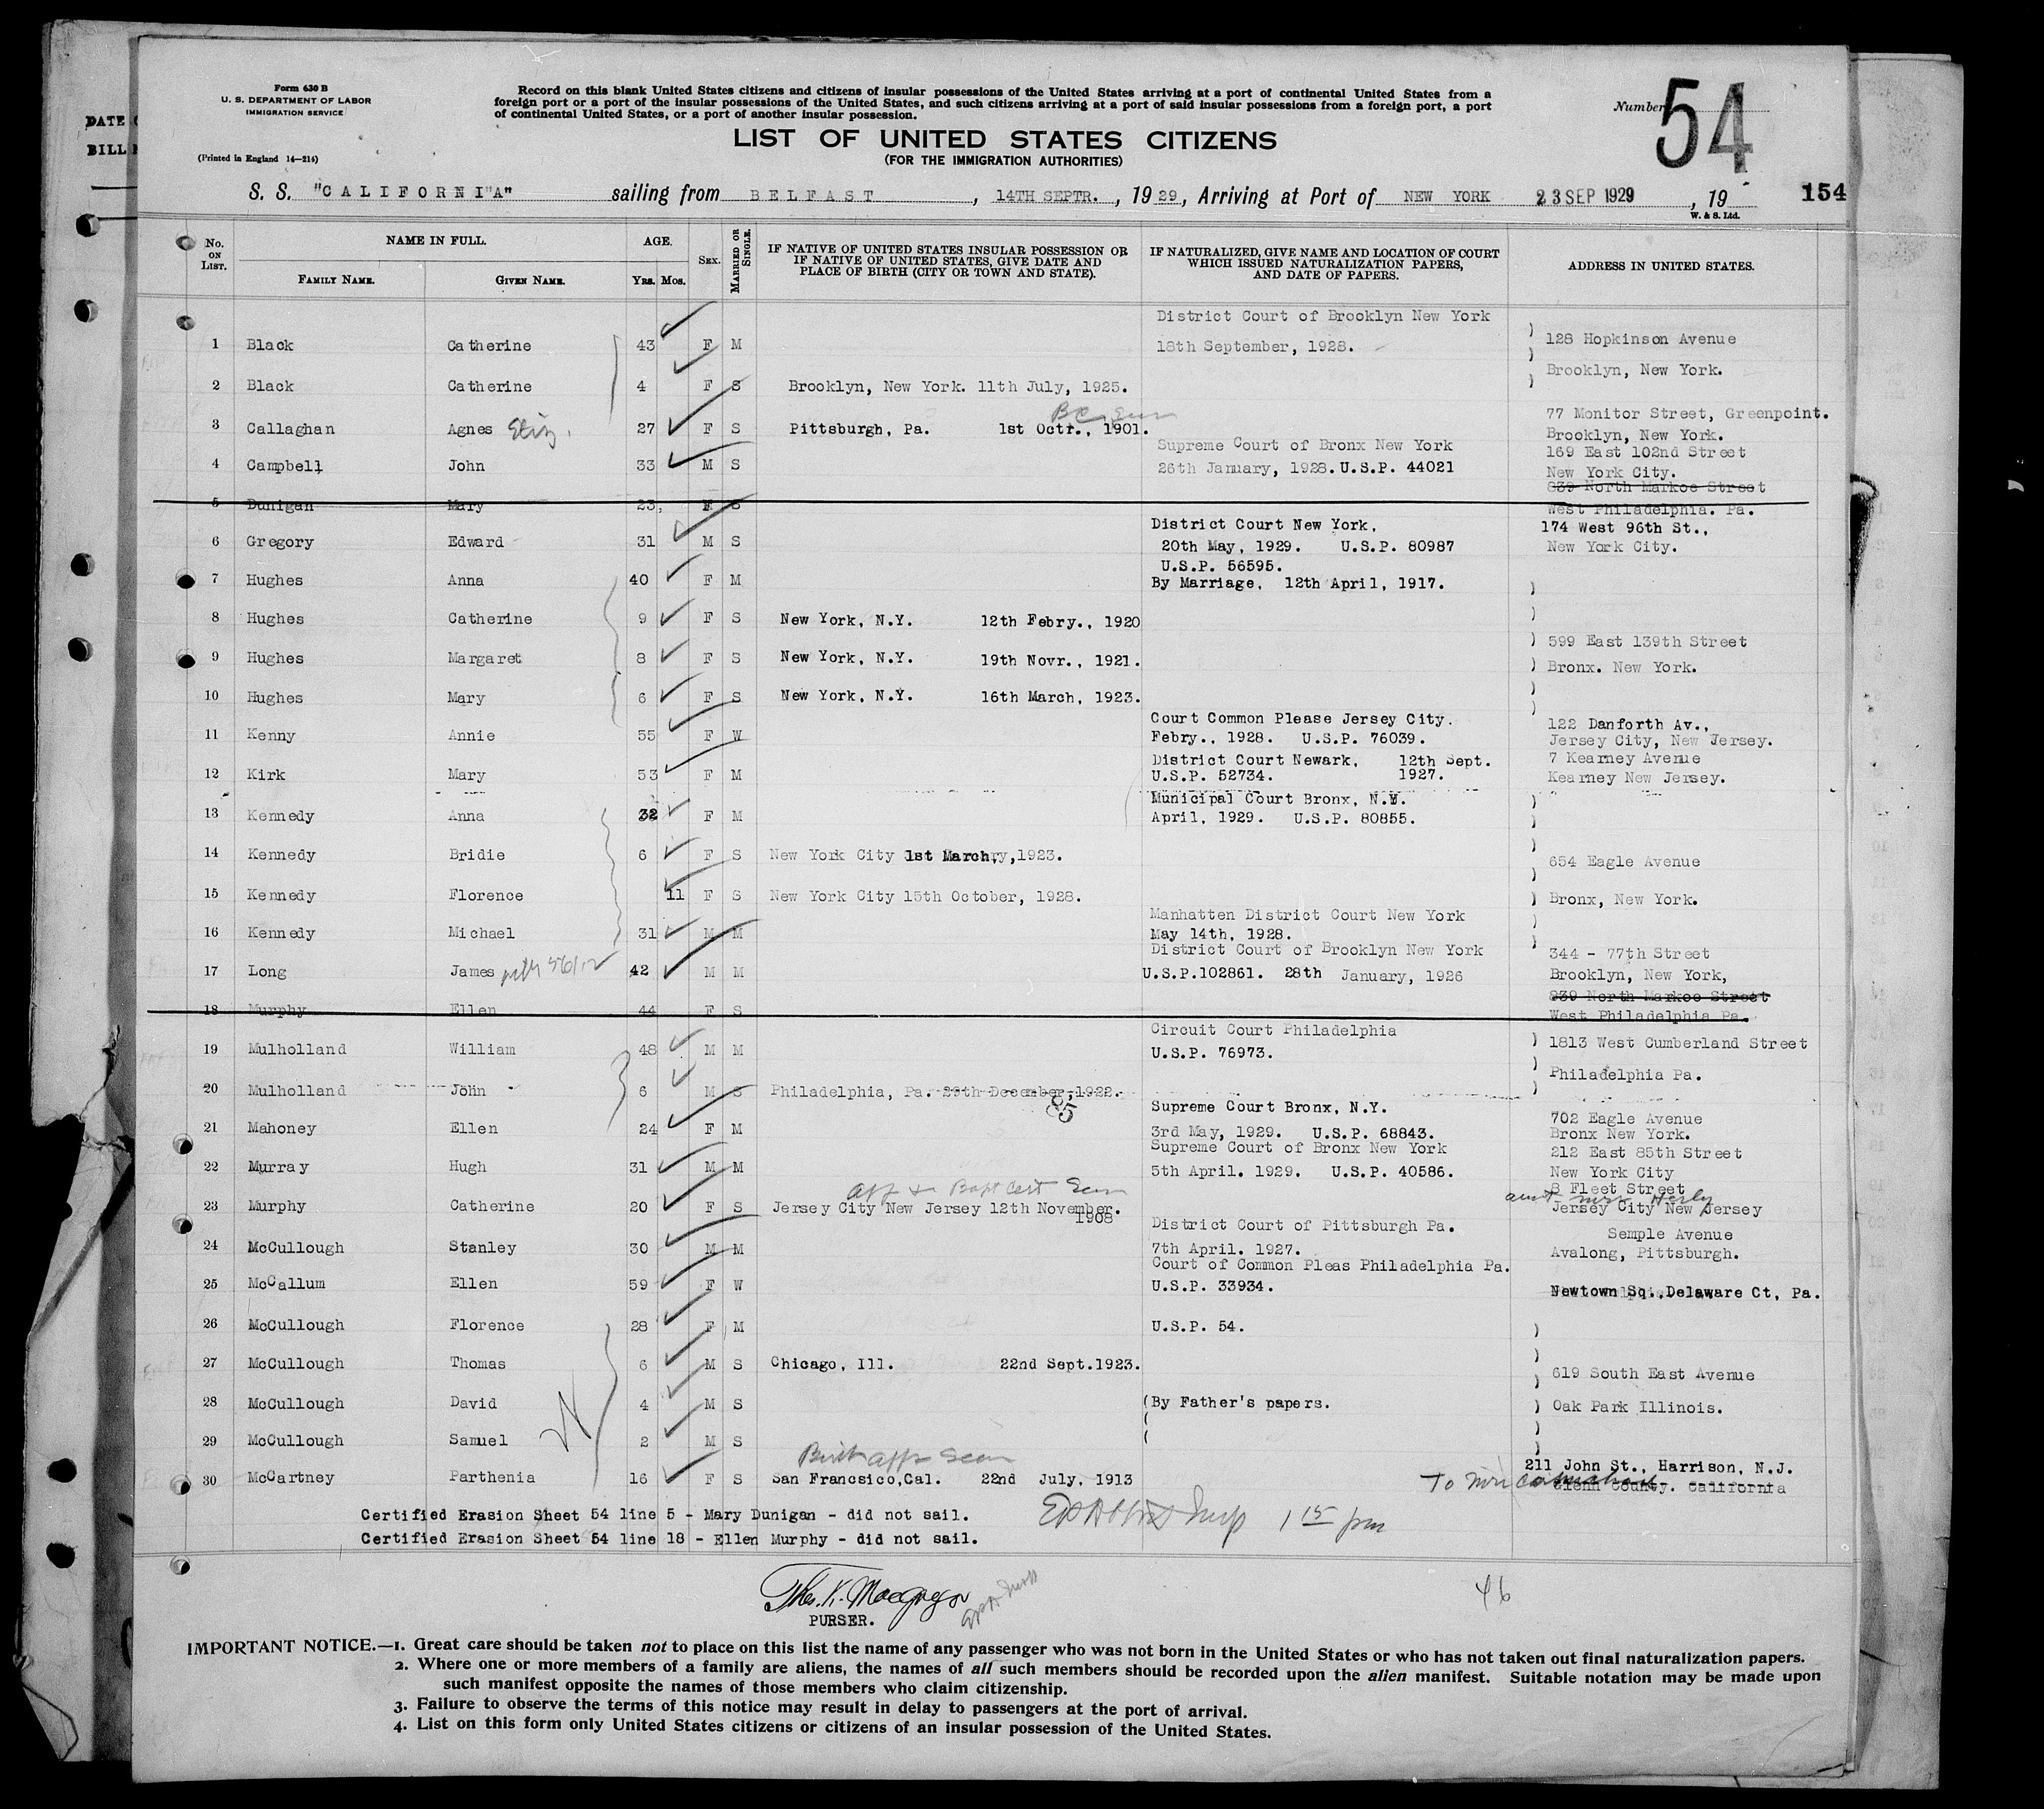 DATE
BILL
Form 630 B
U. S. DEPARTMENT OF LABOR
IMMIGRATION SERVICE
(Printed in England 14—214)
Record on this blank United States citizens and citizens of insular possessions of the United States arriving at a port of continental United States from a
foreign port or a port of the insular possessions of the United States, and such citizens arriving at a port of said insular possessions from a foreign port, a port
of continental United States, or a port of another insular possession.
LIST OF UNITED STATES CITIZENS
(FOR THE IMMIGRATION AUTHORITIES)
Number 54
S. S. "CALIFORNI"A" sailing from BELFAST, 14TH SEPTR., 1929, Arriving at Port of NEW YORK 23 SEP 1929, 19
W. & S. Ltd.
154
No. ON LIST.
NAME IN FULL.
FAMILY NAME.
GIVEN NAME.
AGE.
YRS. MOS.
SEX.
MARRIED OR SINGLE.
IF NATIVE OF UNITED STATES INSULAR POSSESSION OR
IF NATIVE OF UNITED STATES, GIVE DATE AND
PLACE OF BIRTH (CITY OR TOWN AND STATE).
IF NATURALIZED, GIVE NAME AND LOCATION OF COURT
WHICH ISSUED NATURALIZATION PAPERS,
AND DATE OF PAPERS.
ADDRESS IN UNITED STATES.
District Court of Brooklyn New York
1 Black Catherine 43 F M 18th September, 1928. 128 Hopkinson Avenue
Brooklyn, New York.
2 Black Catherine 4 F S Brooklyn, New York. 11th July, 1925.
77 Monitor Street, Greenpoint.
3 Callaghan Agnes Eliz. 27 F S Pittsburgh, Pa. 1st Octr., 1901. Brooklyn, New York.
Supreme Court of Bronx New York 169 East 102nd Street
4 Campbell John 33 M S 26th January, 1928. U.S.P. 44021 New York City.
839 North Markoe Street
5 Dunigan Mary 23, F S West Philadelphia. Pa.
District Court New York, 174 West 96th St.,
6 Gregory Edward 31 M S 20th May, 1929. U.S.P. 80987 New York City.
U.S.P. 56595.
7 Hughes Anna 40 F M By Marriage, 12th April, 1917.
8 Hughes Catherine 9 F S New York, N.Y. 12th Febry., 1920
599 East 139th Street
9 Hughes Margaret 8 F S New York, N.Y. 19th Novr., 1921. Bronx. New York.
10 Hughes Mary 6 F S New York, N.Y. 16th March, 1923.
Court Common Please Jersey City. 122 Danforth Av.,
11 Kenny Annie 55 F W Febry., 1928. U.S.P. 76039. Jersey City, New Jersey.
District Court Newark, 12th Sept. 7 Kearney Avenue
12 Kirk Mary 53 F M U.S.P. 52734. 1927. Kearney New Jersey.
Municipal Court Bronx, N.Y.
13 Kennedy Anna 32 F M April, 1929. U.S.P. 80855.
14 Kennedy Bridie 6 F S New York City 1st March, 1923. 654 Eagle Avenue
15 Kennedy Florence 11 F S New York City 15th October, 1928. Bronx, New York.
Manhatten District Court New York
16 Kennedy Michael 31 M M May 14th, 1928.
District Court of Brooklyn New York 344 - 77th Street
17 Long James 42 M M U.S.P.102861. 28th January, 1926 Brooklyn, New York,
839 North Markoe Street
18 Murphy Ellen 44 F S West Philadelphia Pa.
Circuit Court Philadelphia
19 Mulholland William 48 M M U.S.P. 76973. 1813 West Cumberland Street
Philadelphia Pa.
20 Mulholland John 6 M S Philadelphia, Pa. 29th December, 1922.
Supreme Court Bronx, N.Y. 702 Eagle Avenue
21 Mahoney Ellen 24 F M 3rd May, 1929. U.S.P. 68843. Bronx New York.
Supreme Court of Bronx New York 212 East 85th Street
22 Murray Hugh 31 M M 5th April. 1929. U.S.P. 40586. New York City
Bapt Cert Seen 8 Fleet Street
23 Murphy Catherine 20 F S Jersey City New Jersey 12th November. 1908 Jersey City New Jersey
District Court of Pittsburgh Pa. Semple Avenue
24 McCullough Stanley 30 M M 7th April. 1927. Avalong, Pittsburgh.
Court of Common Pleas Philadelphia Pa.
25 McCallum Ellen 59 F W U.S.P. 33934. Newtown Sq.,Delaware Ct, Pa.
26 McCullough Florence 28 F M U.S.P. 54.
27 McCullough Thomas 6 M S Chicago, Ill. 22nd Sept.1923. 619 South East Avenue
28 McCullough David 4 M S (By Father's papers. Oak Park Illinois.
29 McCullough Samuel 2 M S
211 John St., Harrison, N.J.
30 McCartney Parthenia 16 F S San Francsico,Cal. 22nd July, 1913 Glenn County. California
Certified Erasion Sheet 54 line 5 - Mary Dunigan - did not sail.
1 15 pm
Certified Erasion Sheet 54 line 18 - Ellen Murphy - did not sail.
Thos. K. Macgregor
46
PURSER.
IMPORTANT NOTICE.—1. Great care should be taken not to place on this list the name of any passenger who was not born in the United States or who has not taken out final naturalization papers.
2. Where one or more members of a family are aliens, the names of all such members should be recorded upon the alien manifest. Suitable notation may be made upon
such manifest opposite the names of those members who claim citizenship.
3. Failure to observe the terms of this notice may result in delay to passengers at the port of arrival.
4. List on this form only United States citizens or citizens of an insular possession of the United States.